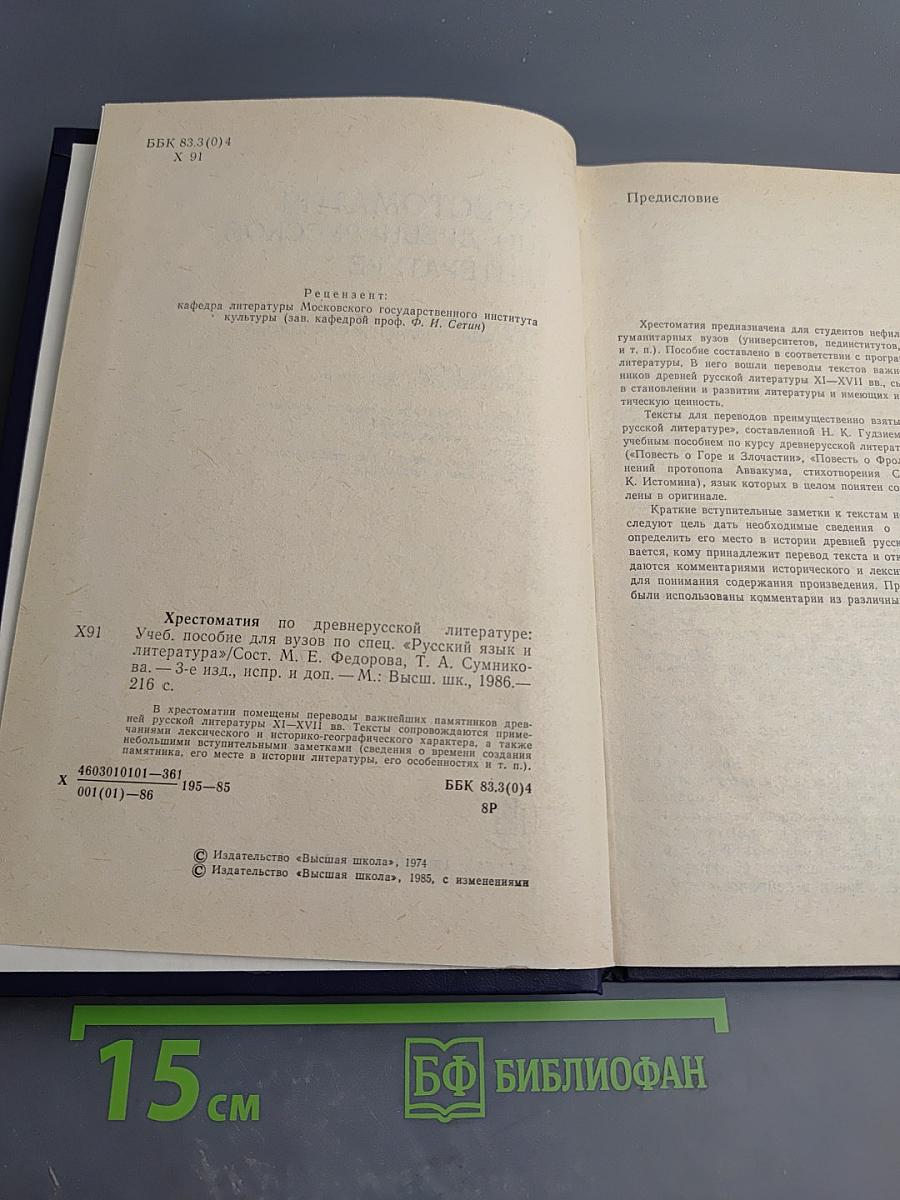 ББК 83.3(0)4
Х 91
Рецензент:
кафедра литературы Московского государственного института
культуры (зав. кафедрой проф. Ф. И. Сетин)
Хрестоматия по древнерусской литературе:
Х91 Учеб. пособие для вузов по спец. «Русский язык и
литература»/Сост. М. Е. Федорова, Т. А. Сумнико-
ва. — 3-е изд., испр. и доп. — М.: Высш. шк., 1986.—
216 с.
В хрестоматии помещены переводы важнейших памятников древ-
ней русской литературы XI—XVII вв. Тексты сопровождаются приме-
чаниями лексического и историко-географического характера, а также
небольшими вступительными заметками (сведения о времени создания
памятника, его месте в истории литературы, его особенностях и т. п.).
Х 4603010101—361 195—85
001(01)—86
ББК 83.3(0)4
8Р
© Издательство «Высшая школа», 1974
© Издательство «Высшая школа», 1985, с изменениями
Предисловие
Хрестоматия предназначена для студентов нефил
гуманитарных вузов (университетов, пединститутов,
и т. п.). Пособие составлено в соответствии с програ
литературы. В него вошли переводы текстов важне
ников древней русской литературы XI—XVII вв., сы
в становлении и развитии литературы и имеющих и
тическую ценность.
Тексты для переводов преимущественно взяты
русской литературе», составленной Н. К. Гудзием
учебным пособием по курсу древнерусской литерат
(«Повесть о Горе и Злочастии», «Повесть о Фрол
нений протопопа Аввакума, стихотворения С
К. Истомина), язык которых в целом понятен со
лены в оригинале.
Краткие вступительные заметки к текстам н
следуют цель дать необходимые сведения о
определить его место в истории древней русск
вается, кому принадлежит перевод текста и отк
даются комментариями исторического и лекси
для понимания содержания произведения. Пр
были использованы комментарии из различны
15 см
БФ БИБЛИОФАН